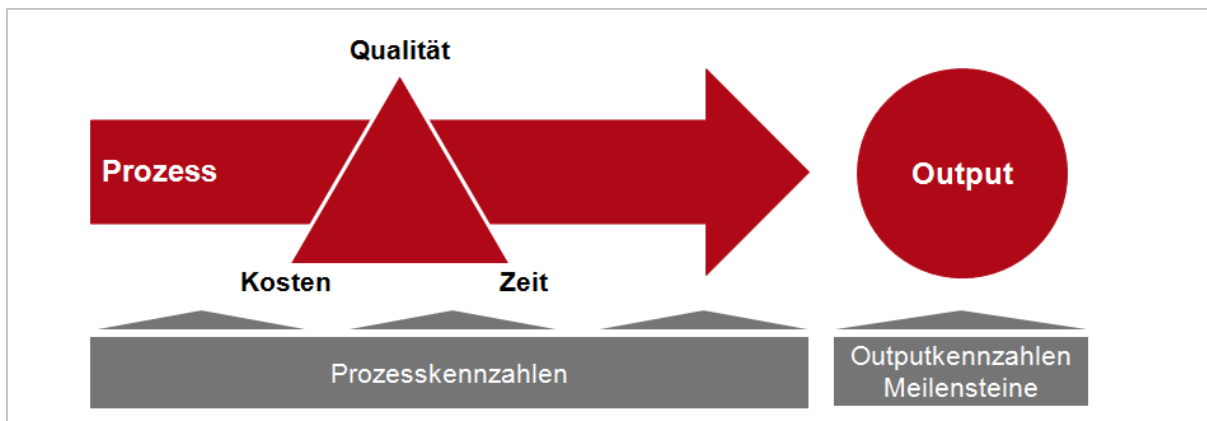 Qualität
Prozess
Output
Kosten
Zeit
Prozesskennzahlen
Outputkennzahlen
Meilensteine